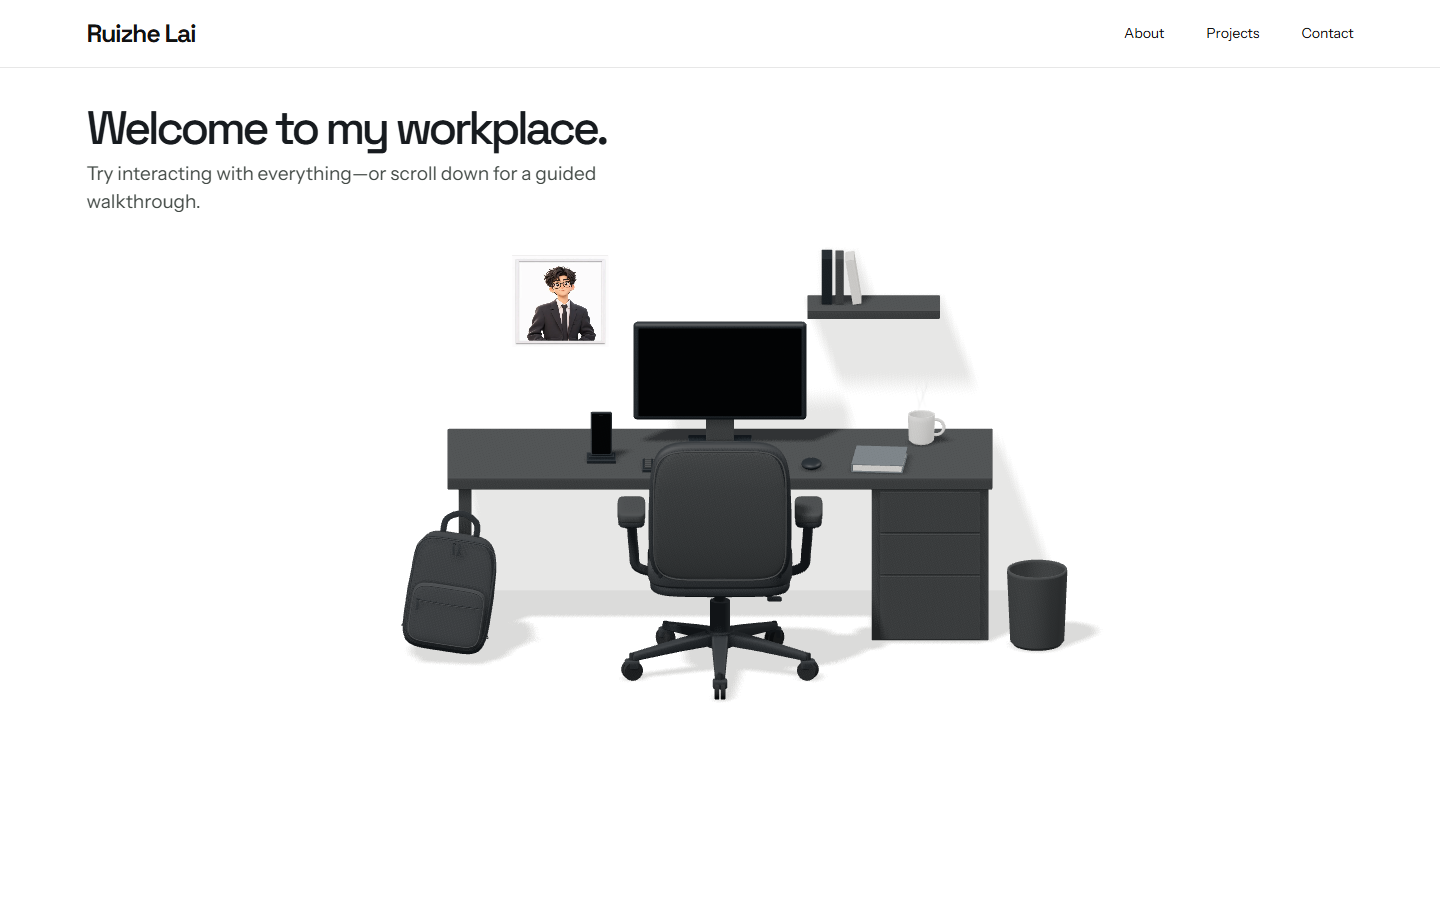 Ruizhe Lai
About
Projects
Contact
Welcome to my workplace.
Try interacting with everything—or scroll down for a guided
walkthrough.